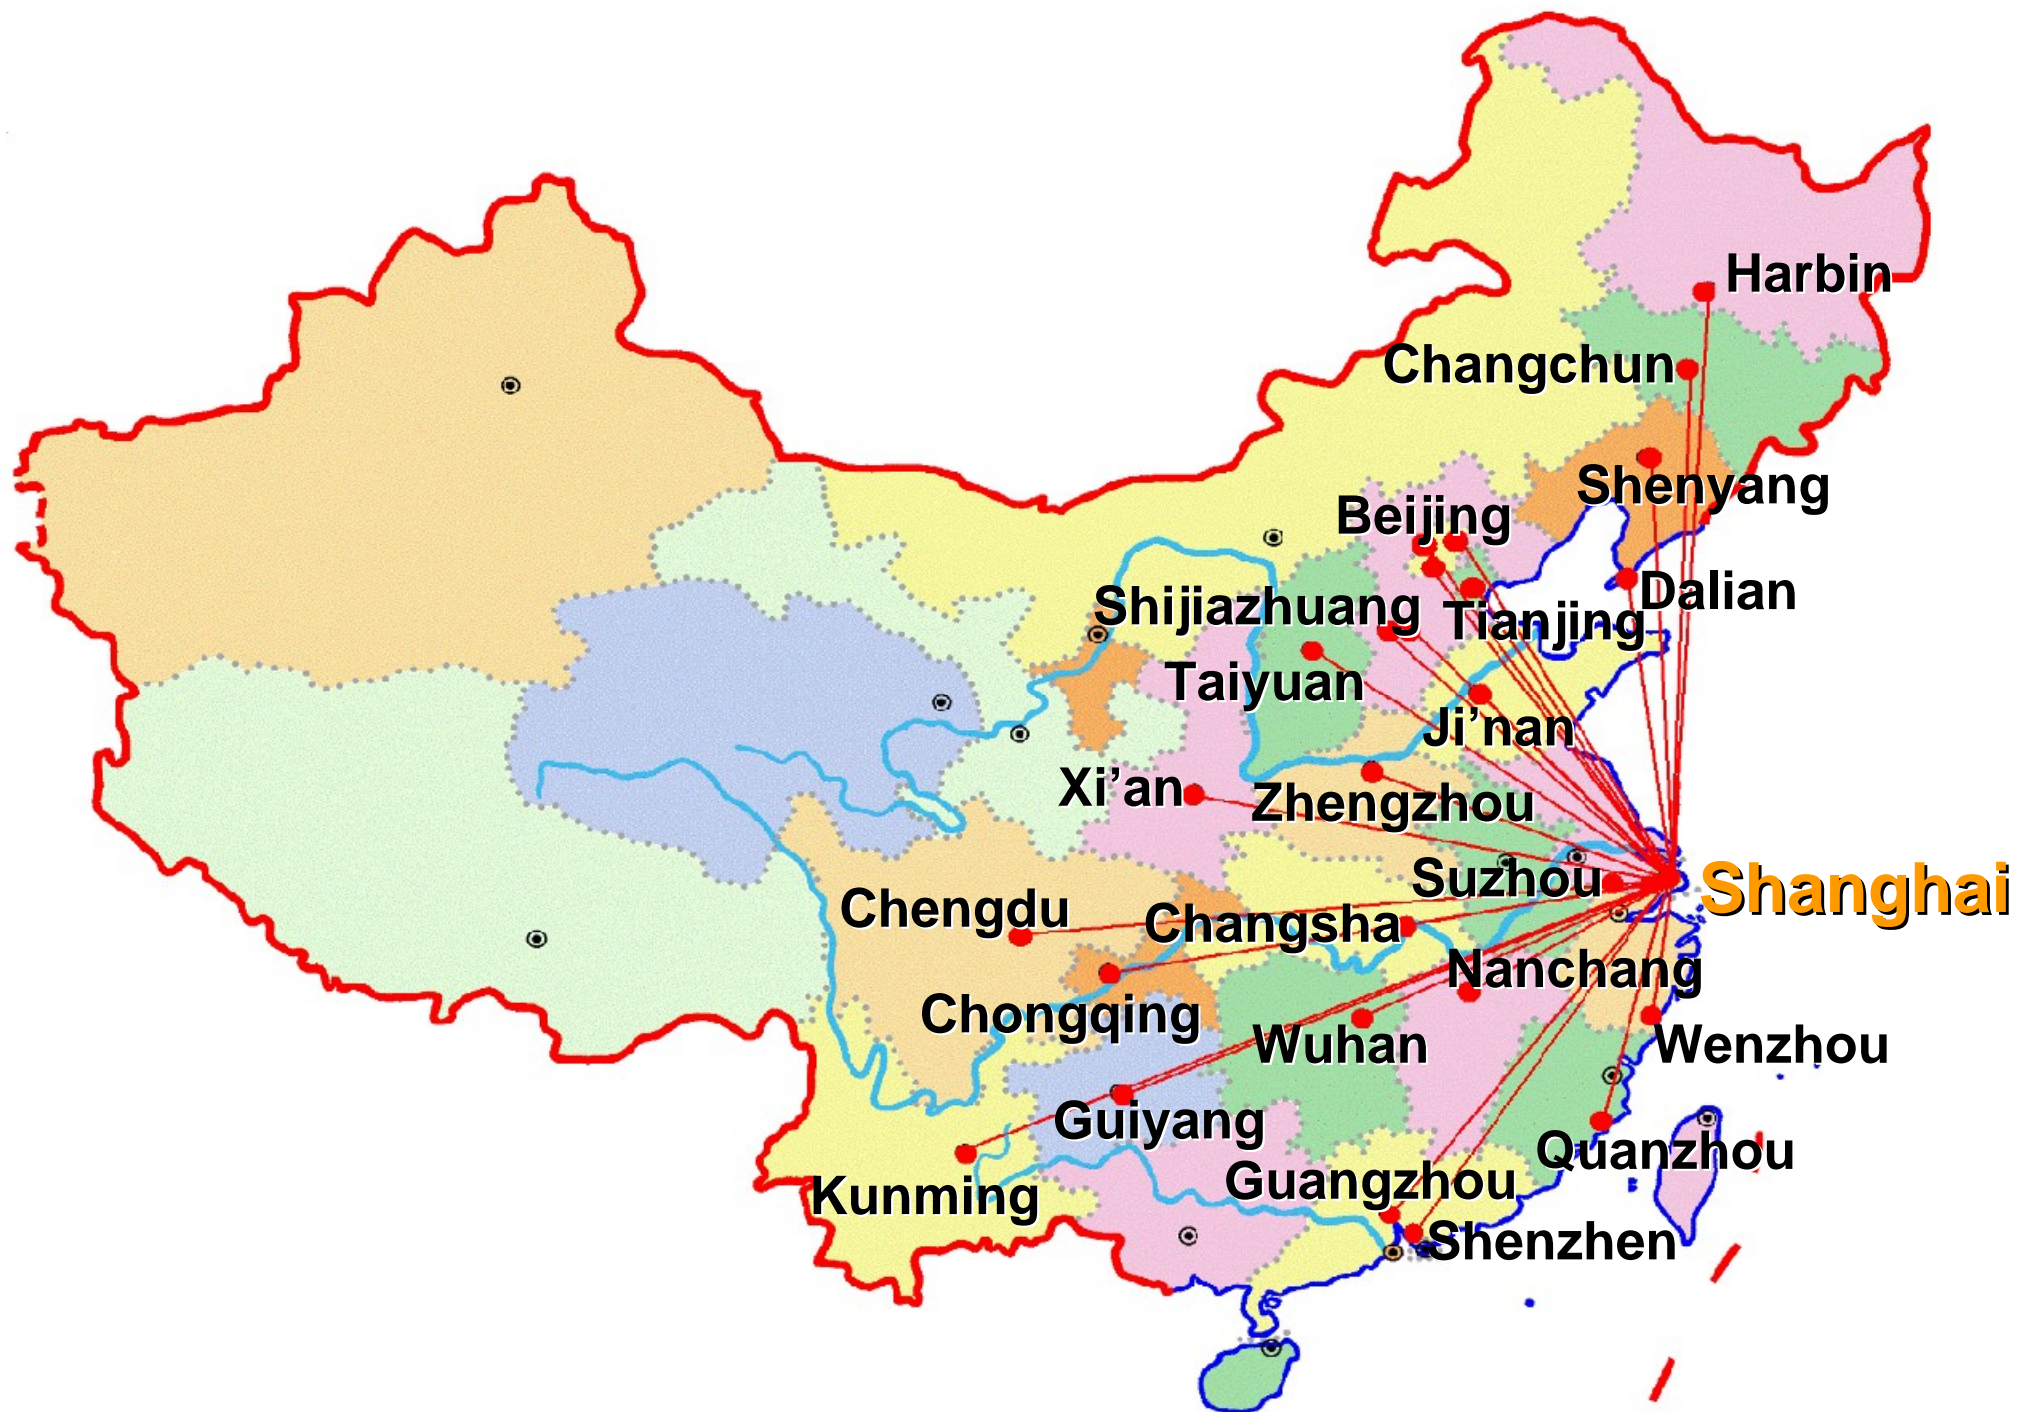 Harbin
Changchun
Shenyang
Beijing
Dalian
Shijiazhuang
Tianjing
Taiyuan
Ji’nan
Xi’an
Zhengzhou
Suzhou
Shanghai
Chengdu
Changsha
Nanchang
Chongqing
Wuhan
Wenzhou
Guiyang
Quanzhou
Guangzhou
Kunming
Shenzhen